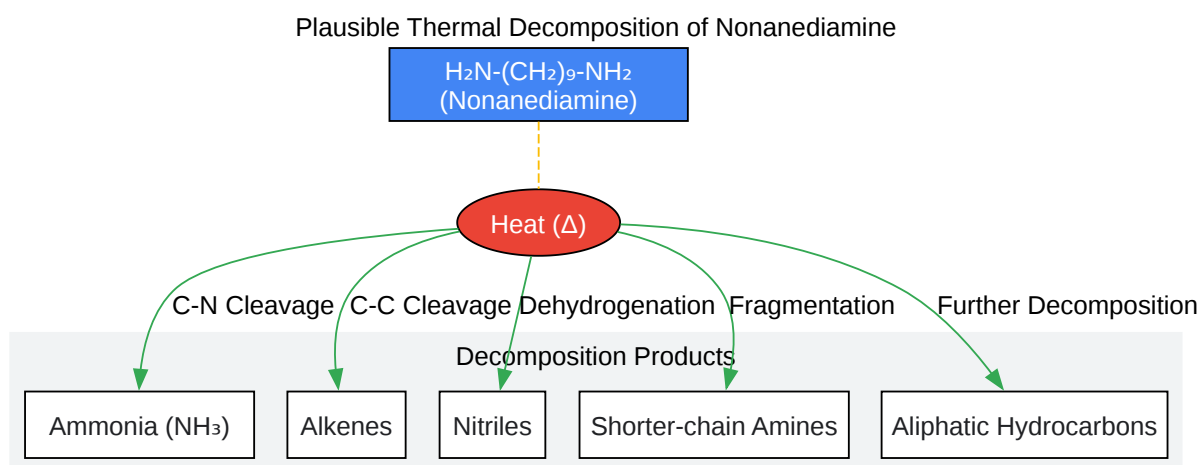 Plausible Thermal Decomposition of Nonanediamine
H₂N-(CH₂)₉-NH₂
(Nonanediamine)
Heat (Δ)
C-N Cleavage
C-C Cleavage
Dehydrogenation
Fragmentation
Further Decomposition
Decomposition Products
Ammonia (NH₃)
Alkenes
Nitriles
Shorter-chain Amines
Aliphatic Hydrocarbons